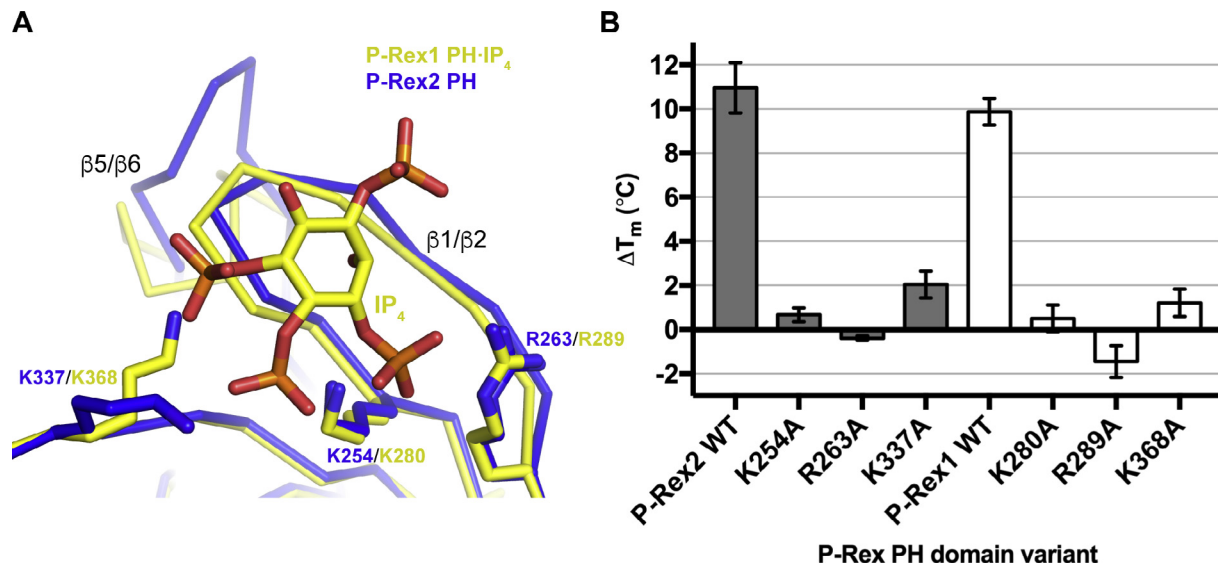 A
P-Rex1 PH·IP₄
P-Rex2 PH
β5/β6
β1/β2
IP₄
R263/R289
K337/K368
K254/K280
B
12
10
8
6
4
2
0
-2
ΔTₘ (°C)
P-Rex2 WT
K254A
R263A
K337A
P-Rex1 WT
K280A
R289A
K368A
P-Rex PH domain variant